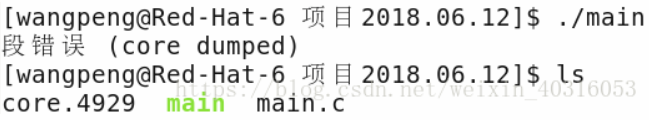 [wangpeng@Red-Hat-6 项目2018.06.12]$ ./main
段错误 (core dumped)
[wangpeng@Red-Hat-6 项目2018.06.12]$ ls
https://blog.csdn.net/weixin_40316053
core.4929  main  main.c